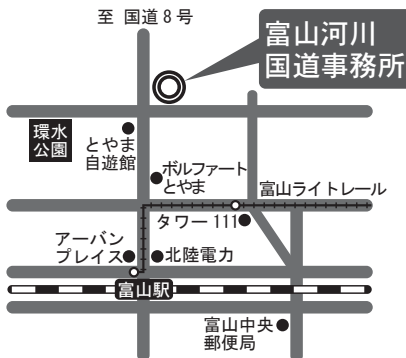 至 国道8号
富山河川
国道事務所
環水
公園
とやま
自遊館
ボルファート
とやま
富山ライトレール
タワー111
アーバン
プレイス
北陸電力
富山駅
富山中央
郵便局